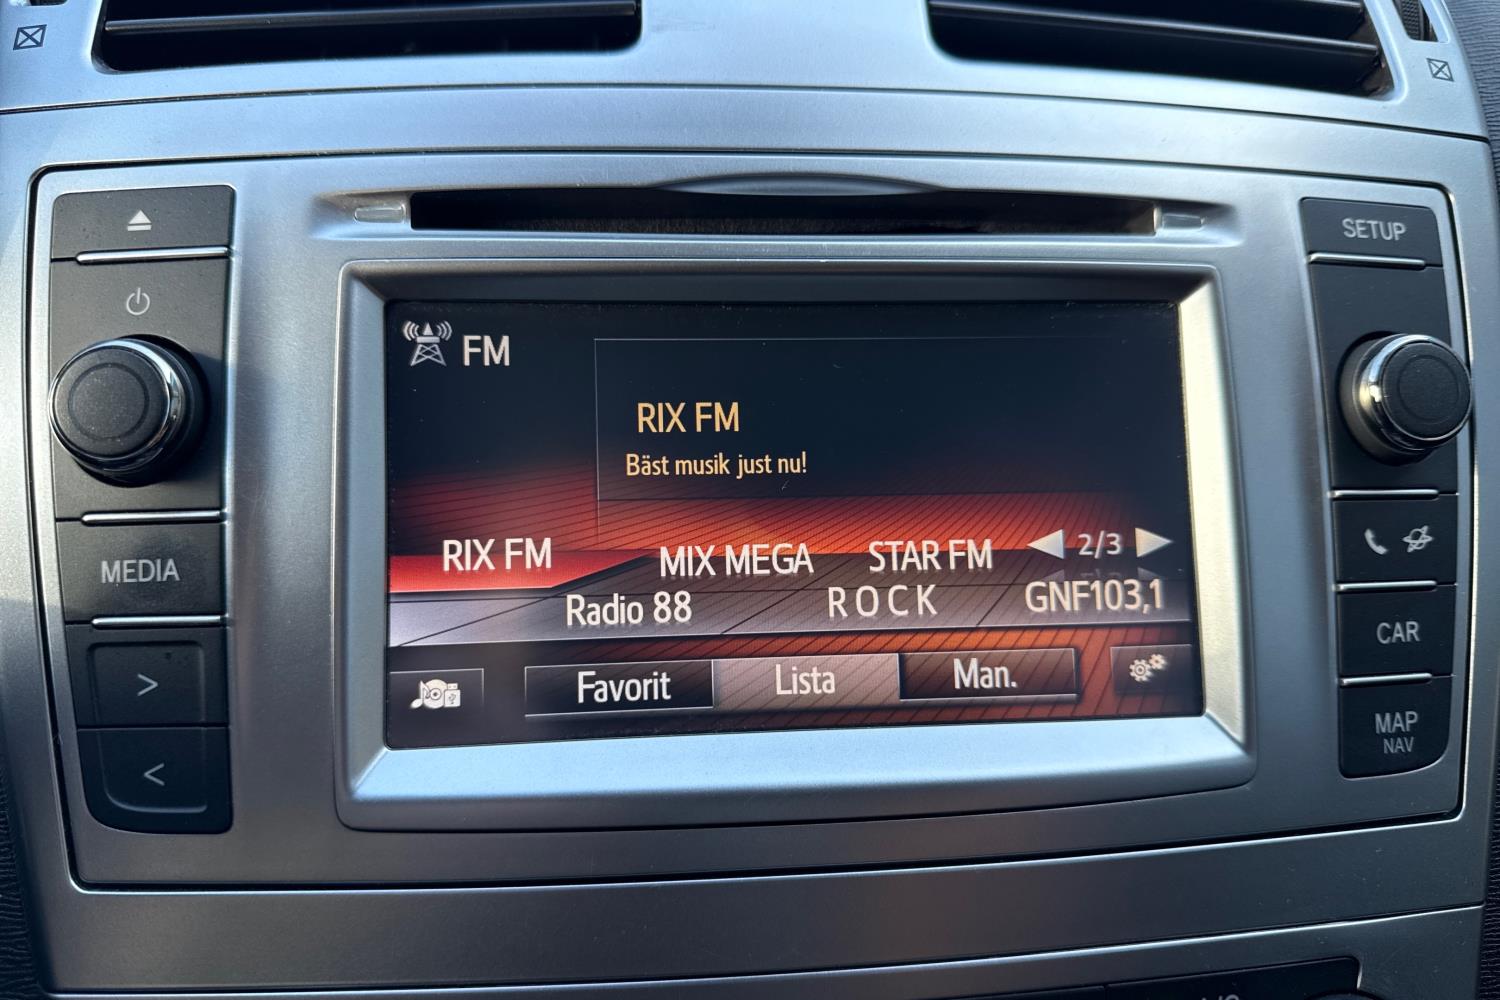 SETUP
FM
RIX FM
Bäst musik just nu!
RIX FM
MIX MEGA
STAR FM
2/3
Radio 88
ROCK
GNF103,1
Favorit
Lista
Man.
MEDIA
>
<
CAR
MAP
NAV